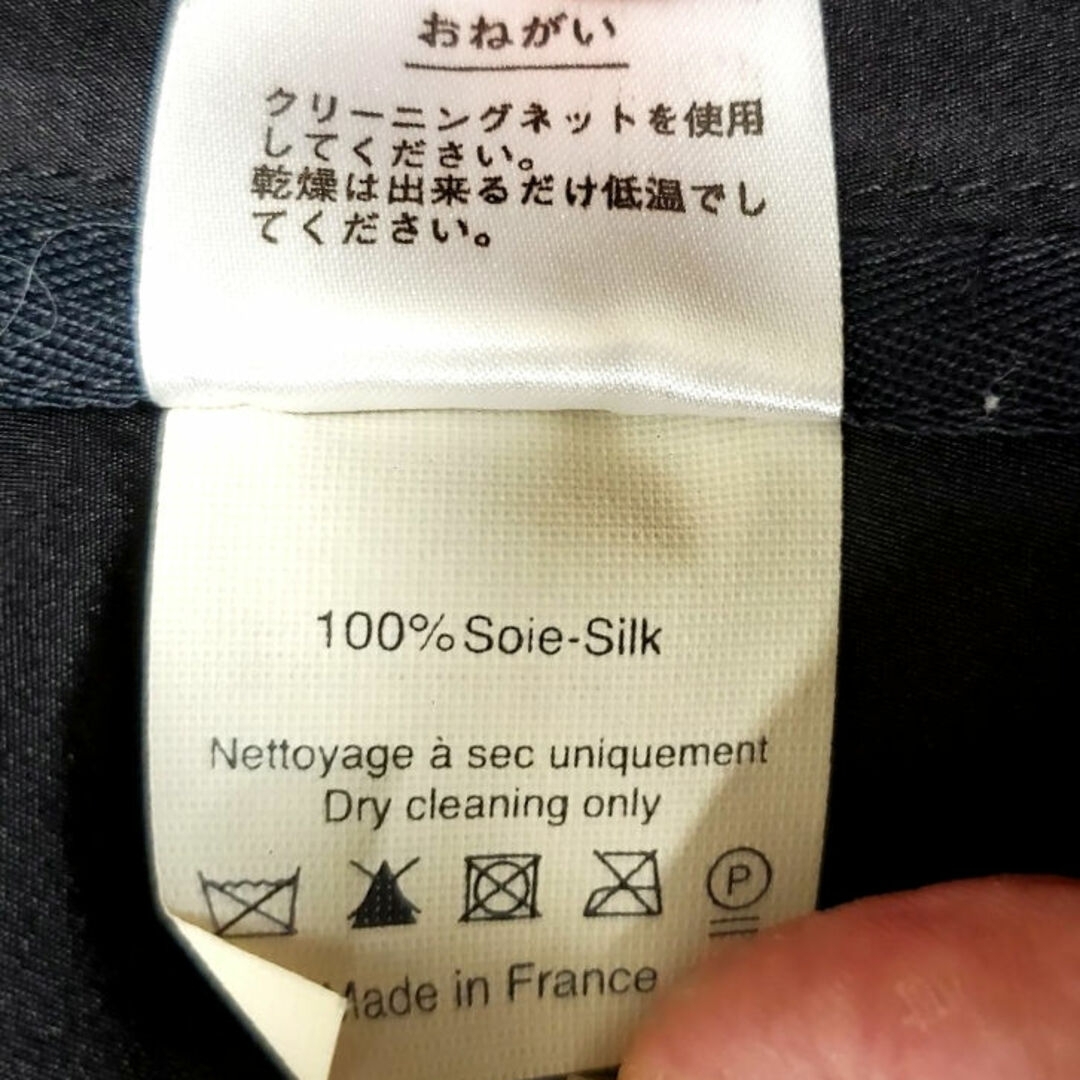 おねがい
クリーニングネットを使用
してください。
乾燥は出来るだけ低温でし
てください。
100% Soie-Silk
Nettoyage à sec uniquement
Dry cleaning only
P
Made in France